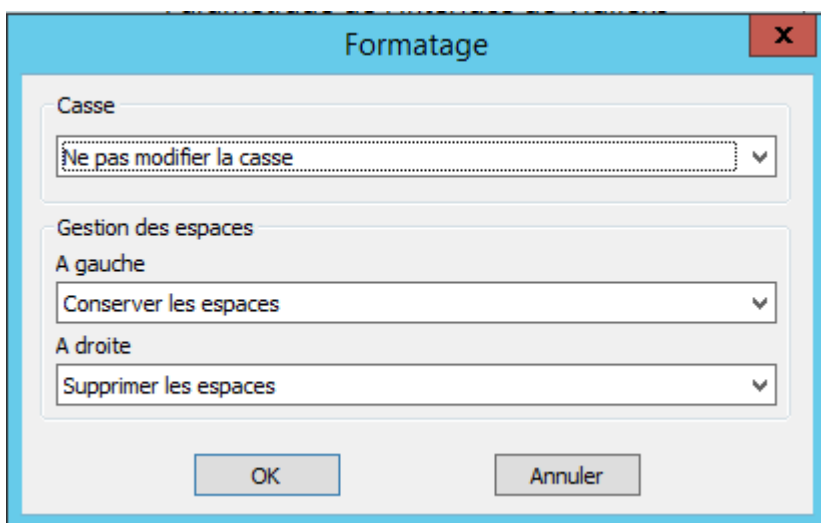 Formatage
x
Casse
Ne pas modifier la casse
Gestion des espaces
A gauche
Conserver les espaces
A droite
Supprimer les espaces
OK
Annuler